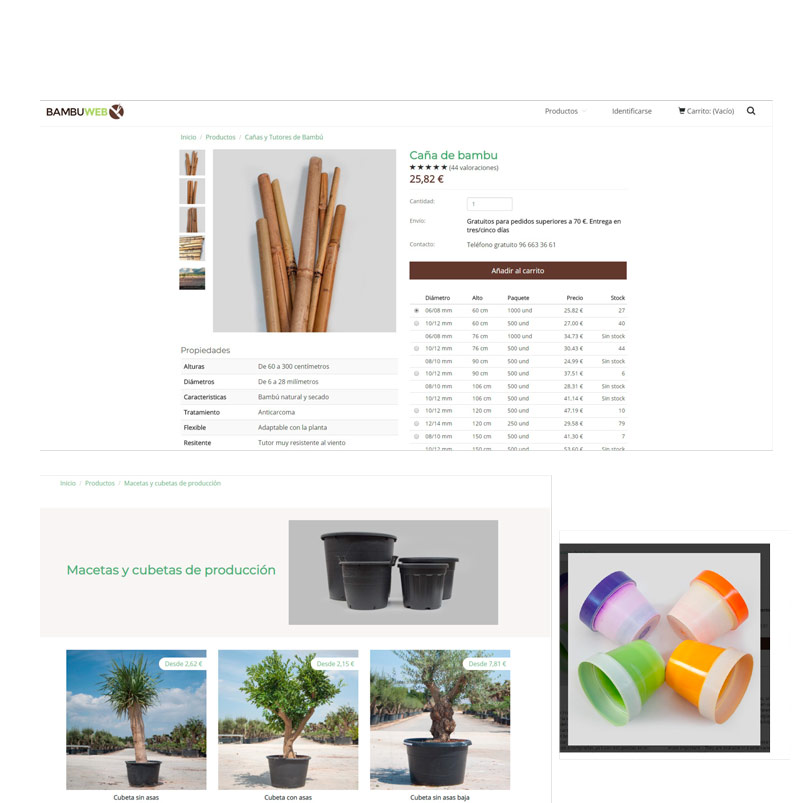 BAMBUWEB
Productos Identificarse Carrito: (Vacío)
Inicio / Productos / Cañas y Tutores de Bambú
Caña de bambu
★★★★★ (44 valoraciones)
25,82 €
Cantidad: 1
Envío: Gratuitos para pedidos superiores a 70 €. Entrega en
tres/cinco días
Contacto: Teléfono gratuito 96 663 36 61
Añadir al carrito
Diámetro Alto Paquete Precio Stock
06/08 mm 60 cm 1000 und 25,82 € 27
10/12 mm 60 cm 500 und 27,00 € 40
06/08 mm 76 cm 1000 und 34,73 € Sin stock
10/12 mm 76 cm 500 und 30,43 € 44
08/10 mm 90 cm 500 und 24,99 € Sin stock
10/12 mm 90 cm 500 und 37,51 € 6
08/10 mm 106 cm 500 und 28,31 € Sin stock
10/12 mm 106 cm 500 und 41,14 € Sin stock
10/12 mm 120 cm 500 und 47,19 € 10
12/14 mm 120 cm 250 und 29,58 € 79
08/10 mm 150 cm 500 und 41,30 € 7
10/12 mm 150 cm 500 und 53,60 € Sin stock
Propiedades
Alturas De 60 a 300 centímetros
Diámetros De 6 a 28 milímetros
Caracteristicas Bambú natural y secado
Tratamiento Anticarcoma
Flexible Adaptable con la planta
Resitente Tutor muy resistente al viento
Inicio / Productos / Macetas y cubetas de producción
Macetas y cubetas de producción
Desde 2,62 € Desde 2,15 € Desde 7,81 €
Cubeta sin asas Cubeta con asas Cubeta sin asas baja